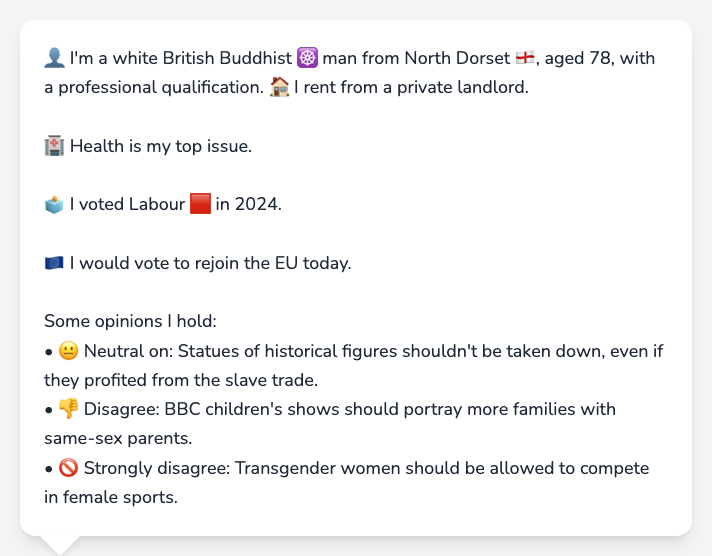 👤 I'm a white British Buddhist ☸️ man from North Dorset 🏴󠁧󠁢󠁥󠁮󠁧󠁿, aged 78, with
a professional qualification. 🏠 I rent from a private landlord.
🏥 Health is my top issue.
🗳️ I voted Labour 🟥 in 2024.
🇪🇺 I would vote to rejoin the EU today.
Some opinions I hold:
• 😐 Neutral on: Statues of historical figures shouldn't be taken down, even if
they profited from the slave trade.
• 👎 Disagree: BBC children's shows should portray more families with
same-sex parents.
• 🚫 Strongly disagree: Transgender women should be allowed to compete
in female sports.